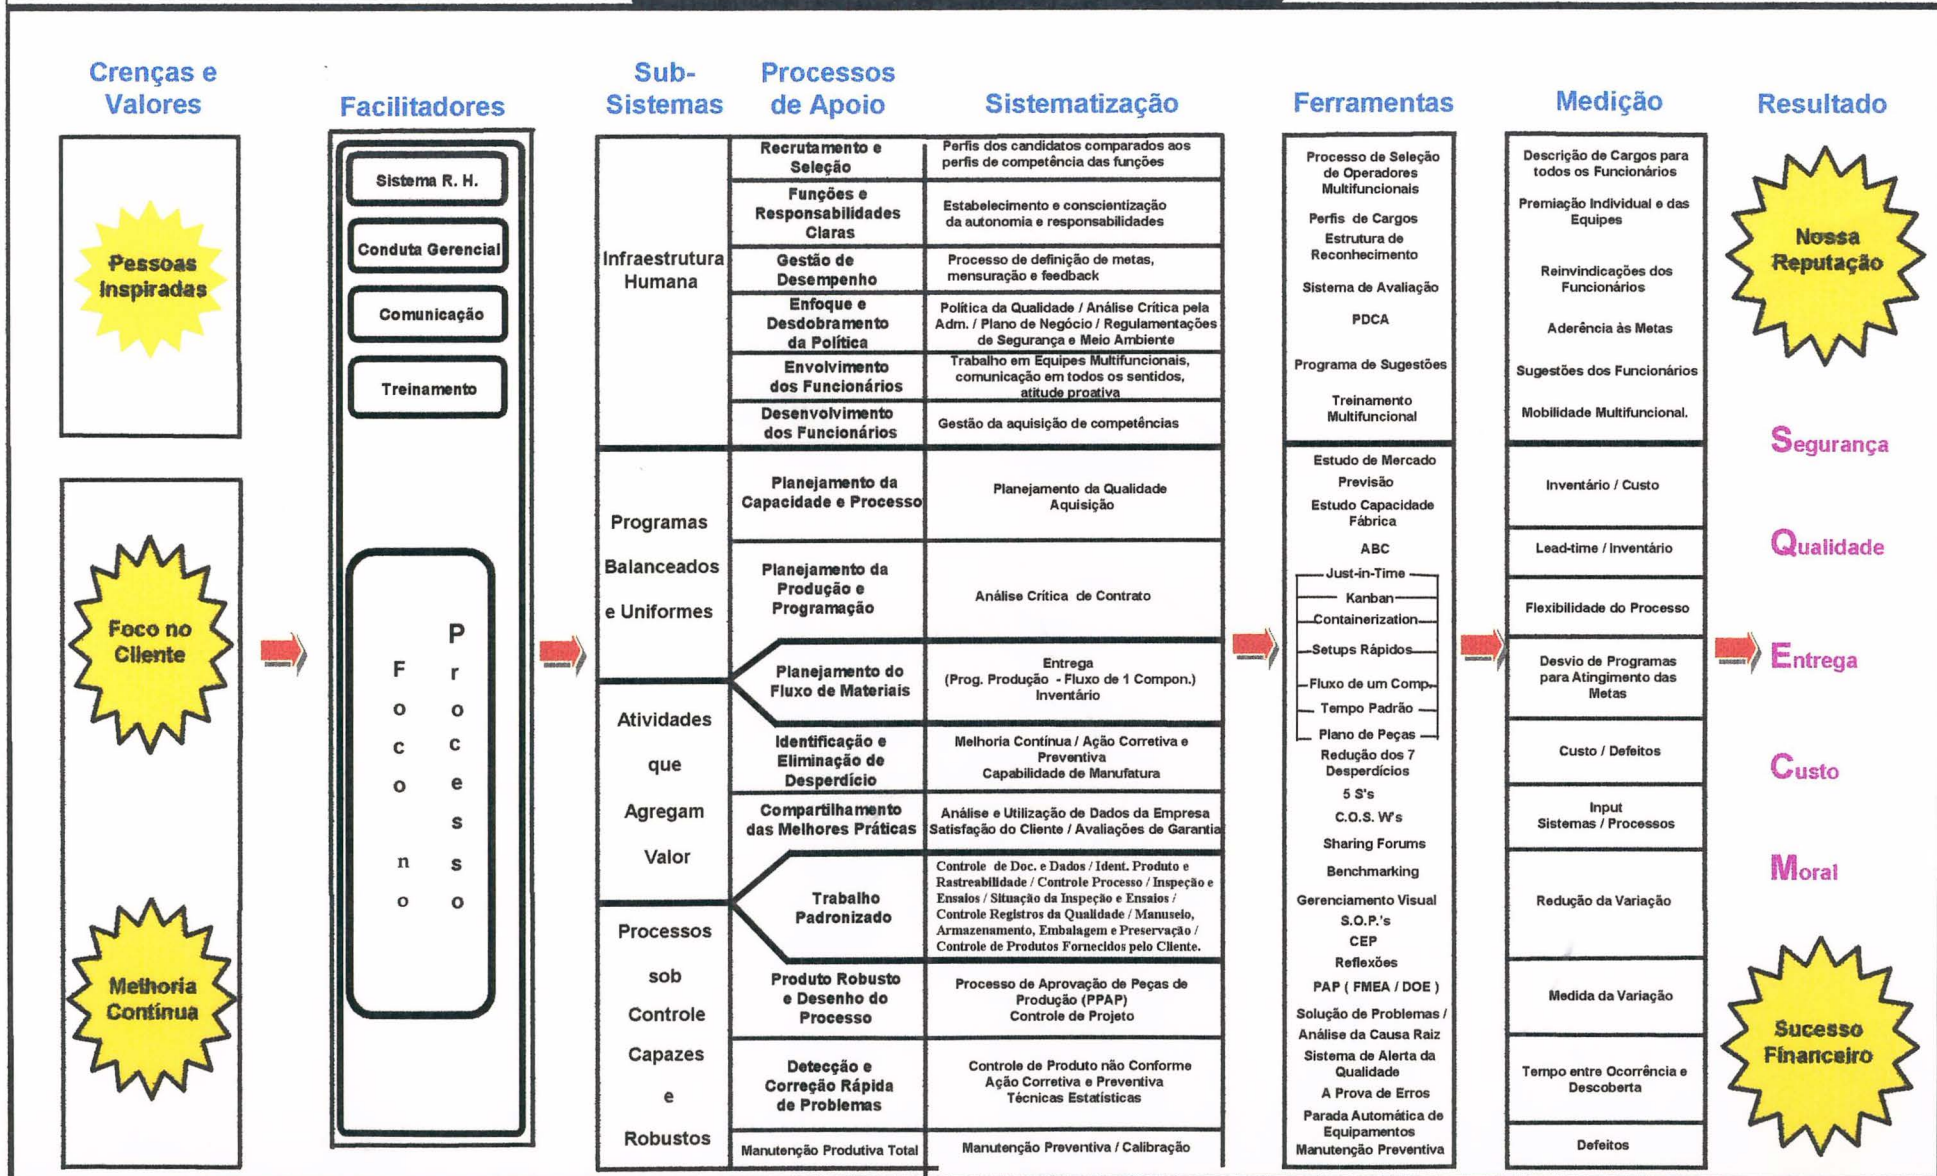 Crenças e
Valores
Facilitadores
Sub-
Sistemas
Processos
de Apoio
Sistematização
Ferramentas
Medição
Resultado
Pessoas
Inspiradas
Foco no
Cliente
Melhoria
Contínua
Sistema R. H.
Conduta Gerencial
Comunicação
Treinamento
Foco no
Processo
Infraestrutura
Humana
Programas
Balanceados
e Uniformes
Atividades
que
Agregam
Valor
Processos
sob
Controle
Capazes
e
Robustos
Recrutamento e
Seleção
Perfis dos candidatos comparados aos
perfis de competência das funções
Funções e
Responsabilidades
Claras
Estabelecimento e conscientização
da autonomia e responsabilidades
Gestão de
Desempenho
Processo de definição de metas,
mensuração e feedback
Enfoque e
Desdobramento
da Política
Política da Qualidade / Análise Crítica pela
Adm. / Plano de Negócio / Regulamentações
de Segurança e Meio Ambiente
Envolvimento
dos Funcionários
Trabalho em Equipes Multifuncionais,
comunicação em todos os sentidos,
atitude proativa
Desenvolvimento
dos Funcionários
Gestão da aquisição de competências
Planejamento da
Capacidade e Processo
Planejamento da Qualidade
Aquisição
Planejamento da
Produção e
Programação
Análise Crítica de Contrato
Planejamento do
Fluxo de Materiais
Entrega
(Prog. Produção - Fluxo de 1 Compon.)
Inventário
Identificação e
Eliminação de
Desperdício
Melhoria Contínua / Ação Corretiva e
Preventiva
Capabilidade de Manufatura
Compartilhamento
das Melhores Práticas
Análise e Utilização de Dados da Empresa
Satisfação do Cliente / Avaliações de Garantia
Trabalho
Padronizado
Controle de Doc. e Dados / Ident. Produto e
Rastreabilidade / Controle Processo / Inspeção e
Ensaios / Situação da Inspeção e Ensaios /
Controle Registros da Qualidade / Manuseio,
Armazenamento, Embalagem e Preservação /
Controle de Produtos Fornecidos pelo Cliente.
Produto Robusto
e Desenho do
Processo
Processo de Aprovação de Peças de
Produção (PPAP)
Controle de Projeto
Detecção e
Correção Rápida
de Problemas
Controle de Produto não Conforme
Ação Corretiva e Preventiva
Técnicas Estatísticas
Manutenção Produtiva Total
Manutenção Preventiva / Calibração
Processo de Seleção
de Operadores
Multifuncionais
Perfis de Cargos
Estrutura de
Reconhecimento
Sistema de Avaliação
PDCA
Programa de Sugestões
Treinamento
Multifuncional
Estudo de Mercado
Previsão
Estudo Capacidade
Fábrica
ABC
Just-in-Time
Kanban
Containerization
Setups Rápidos
Fluxo de um Comp.
Tempo Padrão
Plano de Peças
Redução dos 7
Desperdícios
5 S's
C.O.S. W's
Sharing Forums
Benchmarking
Gerenciamento Visual
S.O.P.'s
CEP
Reflexões
PAP ( FMEA / DOE )
Solução de Problemas /
Análise da Causa Raiz
Sistema de Alerta da
Qualidade
A Prova de Erros
Parada Automática de
Equipamentos
Manutenção Preventiva
Descrição de Cargos para
todos os Funcionários
Premiação Individual e das
Equipes
Reinvindicações dos
Funcionários
Aderência às Metas
Sugestões dos Funcionários
Mobilidade Multifuncional.
Inventário / Custo
Lead-time / Inventário
Flexibilidade do Processo
Desvio de Programas
para Atingimento das
Metas
Custo / Defeitos
Input
Sistemas / Processos
Redução da Variação
Medida da Variação
Tempo entre Ocorrência e
Descoberta
Defeitos
Nossa
Reputação
Segurança
Qualidade
Entrega
Custo
Moral
Sucesso
Financeiro